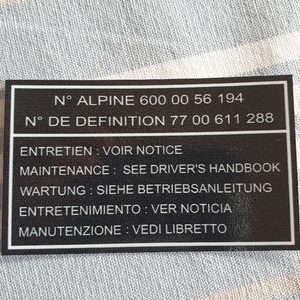 N° ALPINE 600 00 56 194
N° DE DEFINITION 77 00 611 288
ENTRETIEN : VOIR NOTICE
MAINTENANCE : SEE DRIVER'S HANDBOOK
WARTUNG : SIEHE BETRIEBSANLEITUNG
ENTRETENIMIENTO : VER NOTICIA
MANUTENZIONE : VEDI LIBRETTO